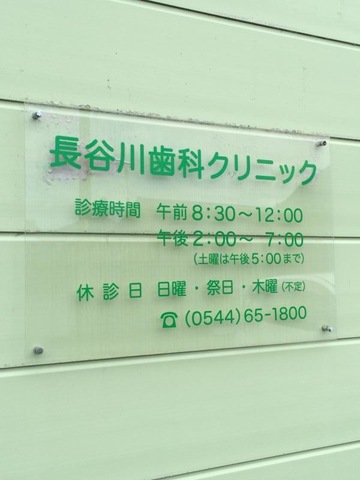 長谷川歯科クリニック
診療時間 午前 8:30～12:00
午後 2:00～ 7:00
(土曜は午後5:00まで)
休診日 日曜・祭日・木曜(不定)
☎ (0544)65-1800